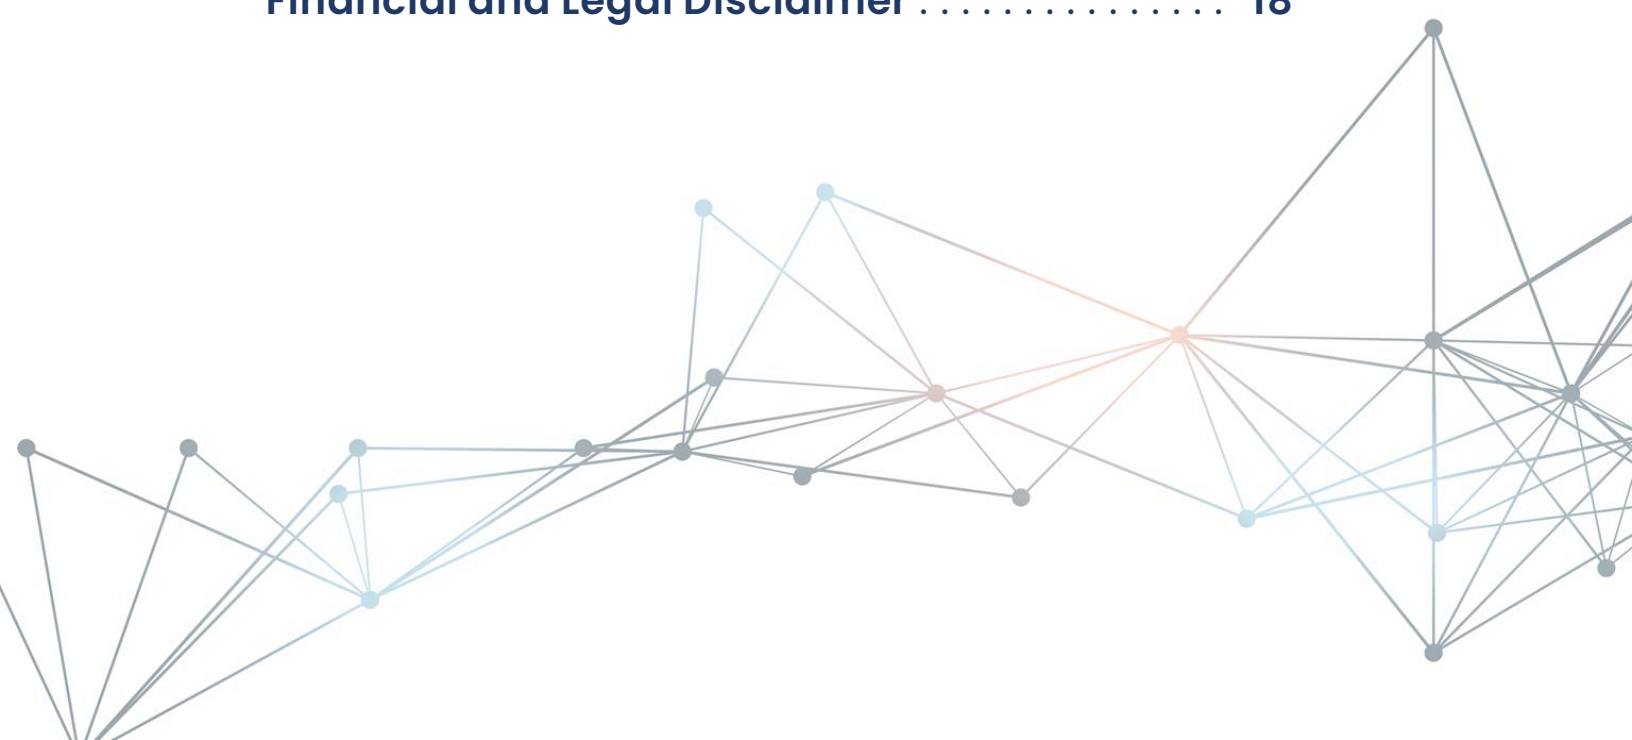 Financial and Legal Disclaimer . . . . . . . . . . . . . . . 18